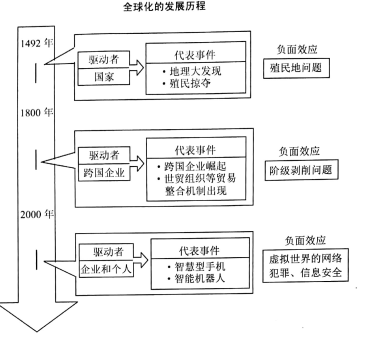 全球化的发展历程
1492 年
驱动者
国家
代表事件
·地理大发现
·殖民掠夺
负面效应
殖民地问题
1800 年
驱动者
跨国企业
代表事件
·跨国企业崛起
·世贸组织等贸易
整合机制出现
负面效应
阶级剥削问题
2000 年
驱动者
企业和个人
代表事件
·智慧型手机
·智能机器人
负面效应
虚拟世界的网络
犯罪、信息安全